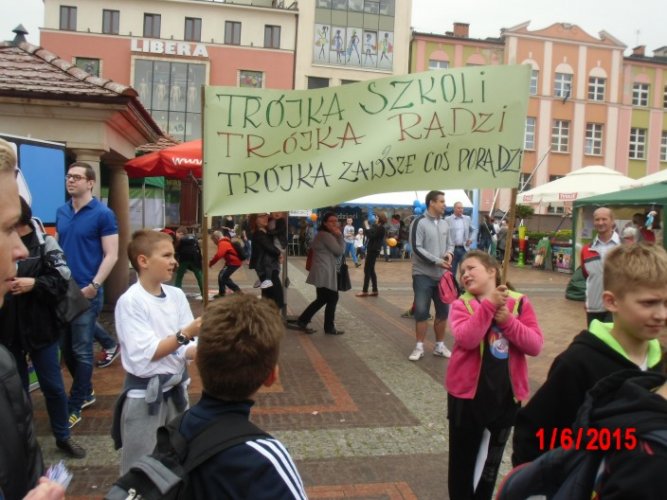 LIBERA
TRÓJKA SZKOLI
TRÓJKA RADZI
TRÓJKA ZAWSZE COŚ PORADZI
1/6/2015